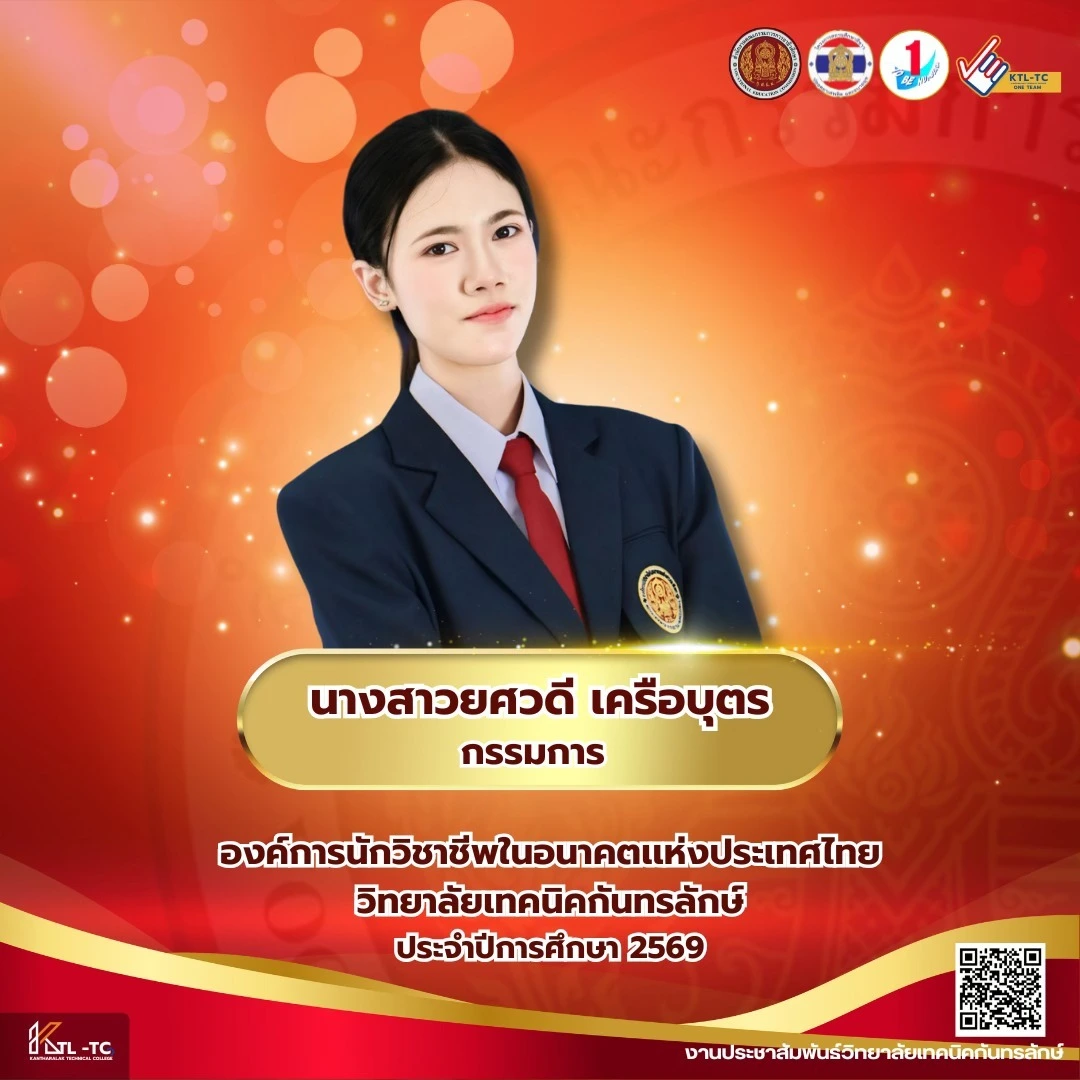 KTL-TC
ONE TEAM
นางสาวยศวดี เครือบุตร
กรรมการ
องค์การนักวิชาชีพในอนาคตแห่งประเทศไทย
วิทยาลัยเทคนิคกันทรลักษ์
ประจำปีการศึกษา 2569
KTL -TC
KANTHARALAK TECHNICAL COLLEGE
งานประชาสัมพันธ์วิทยาลัยเทคนิคกันทรลักษ์